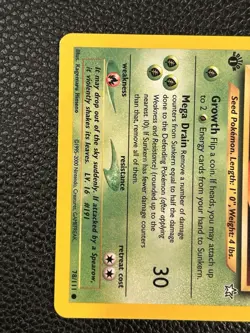 Seed Pokémon. Length: 1' 0", Weight: 4 lbs.
Growth Flip a coin. If heads, you may attach up
to 2 Energy cards from your hand to Sunkern.
Mega Drain Remove a number of damage
counters from Sunkern equal to half the damage
done to the Defending Pokémon (after applying
Weakness and Resistance) (rounded up to the
nearest 10). If Sunkern has fewer damage counters
than that, remove all of them.
30
weakness
resistance
retreat cost
It may drop out of the sky suddenly. If attacked by a Spearow,
it violently shakes its leaves. LV. 16 #191
Illus. Kagemaru Himeno
©1995-2000 Nintendo, Creatures, GAMEFREAK.
78/111